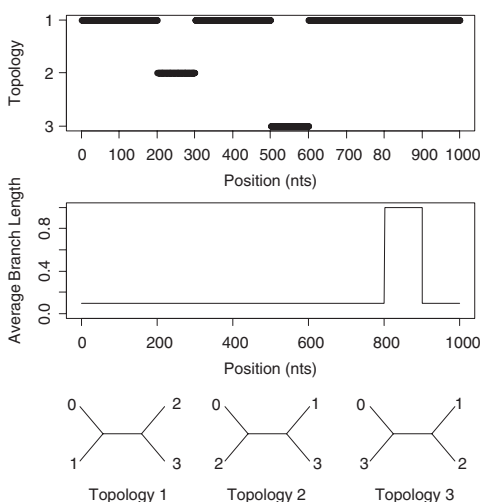 Topology
1
2
3
0 100 200 300 400 500 600 700 80 900 1000
Position (nts)
Average Branch Length
0.8
0.4
0.0
0 200 400 600 800 1000
Position (nts)
0 2 0 1 0 1
1 3 2 3 3 2
Topology 1 Topology 2 Topology 3